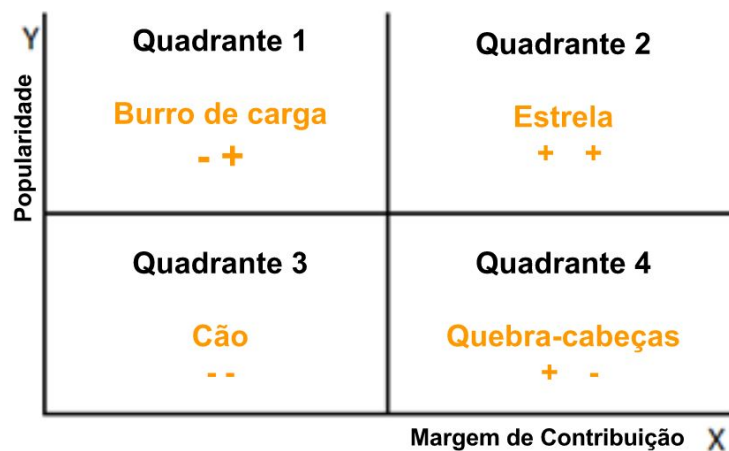 Y
Popularidade
Quadrante 1
Burro de carga
- +
Quadrante 2
Estrela
+ +
Quadrante 3
Cão
- -
Quadrante 4
Quebra-cabeças
+ -
Margem de Contribuição X